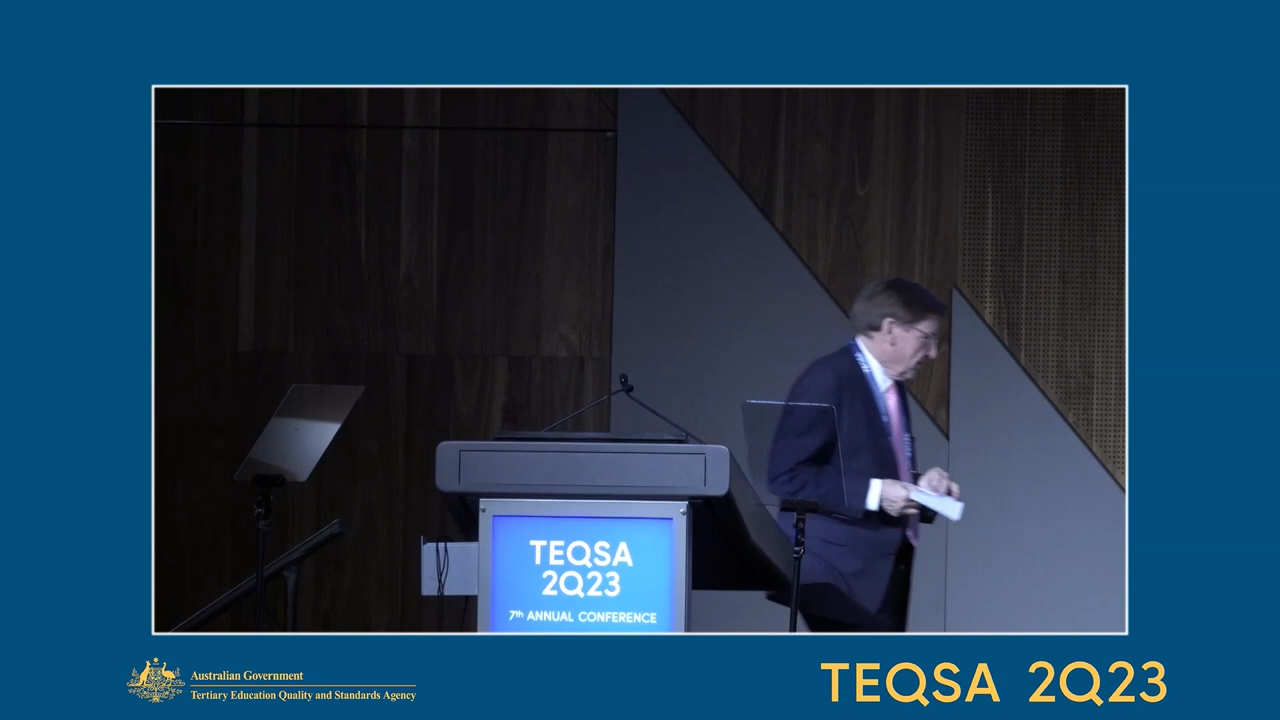 TEQSA
2Q23
7th ANNUAL CONFERENCE
Australian Government
Tertiary Education Quality and Standards Agency
TEQSA 2Q23